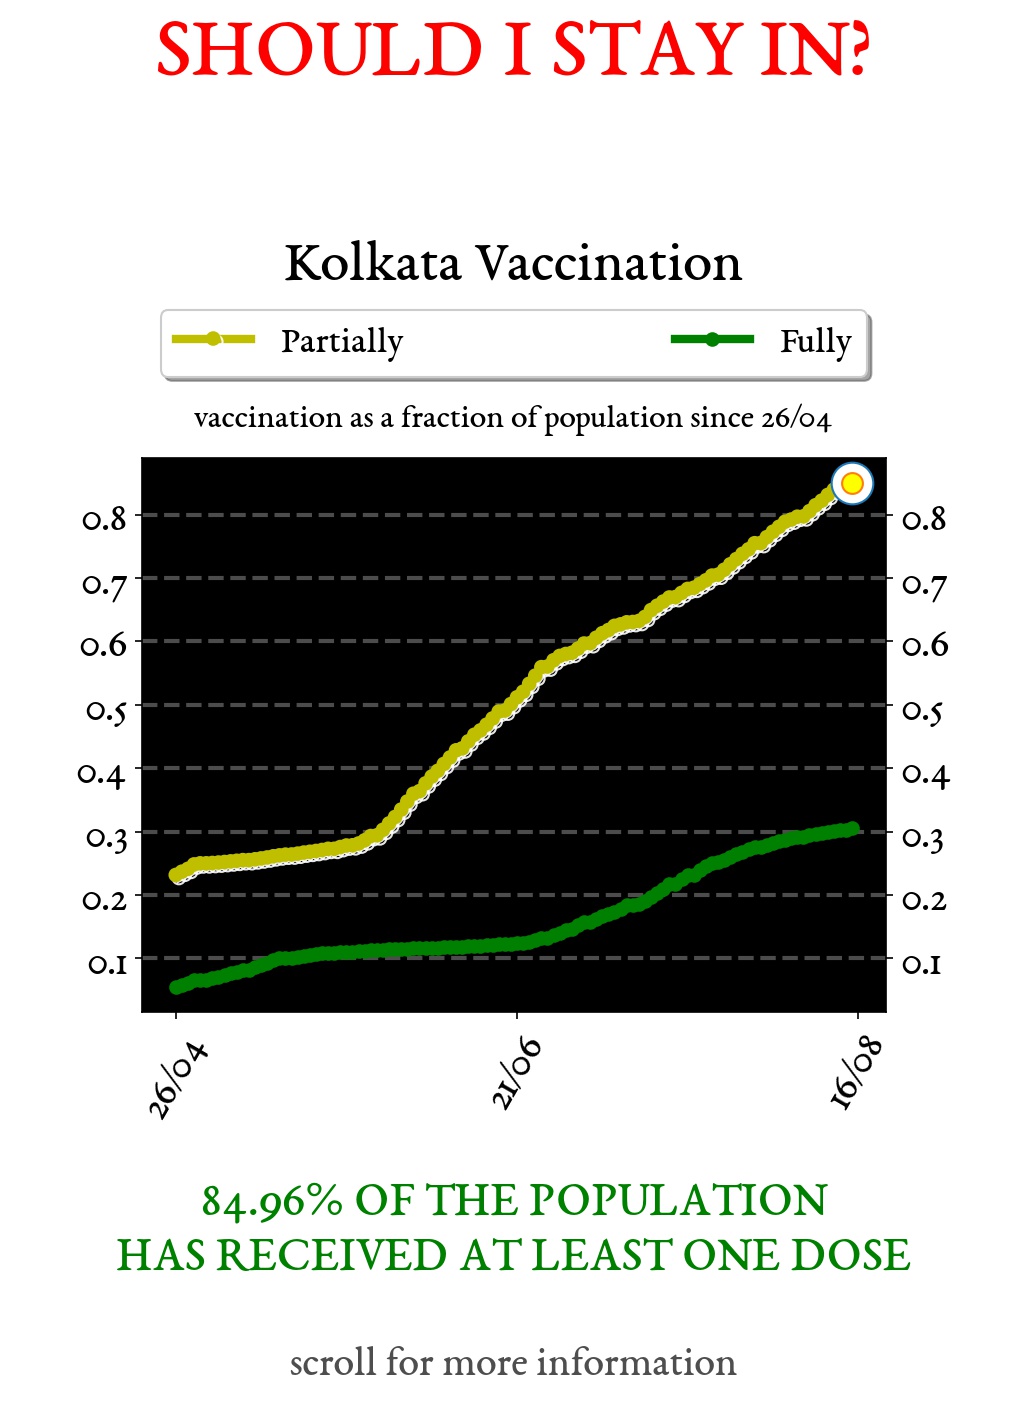 SHOULD I STAY IN?
Kolkata Vaccination
Partially
Fully
vaccination as a fraction of population since 26/04
0.8
0.7
0.6
0.5
0.4
0.3
0.2
0.1
0.8
0.7
0.6
0.5
0.4
0.3
0.2
0.1
26/04
21/06
16/08
84.96% OF THE POPULATION
HAS RECEIVED AT LEAST ONE DOSE
scroll for more information